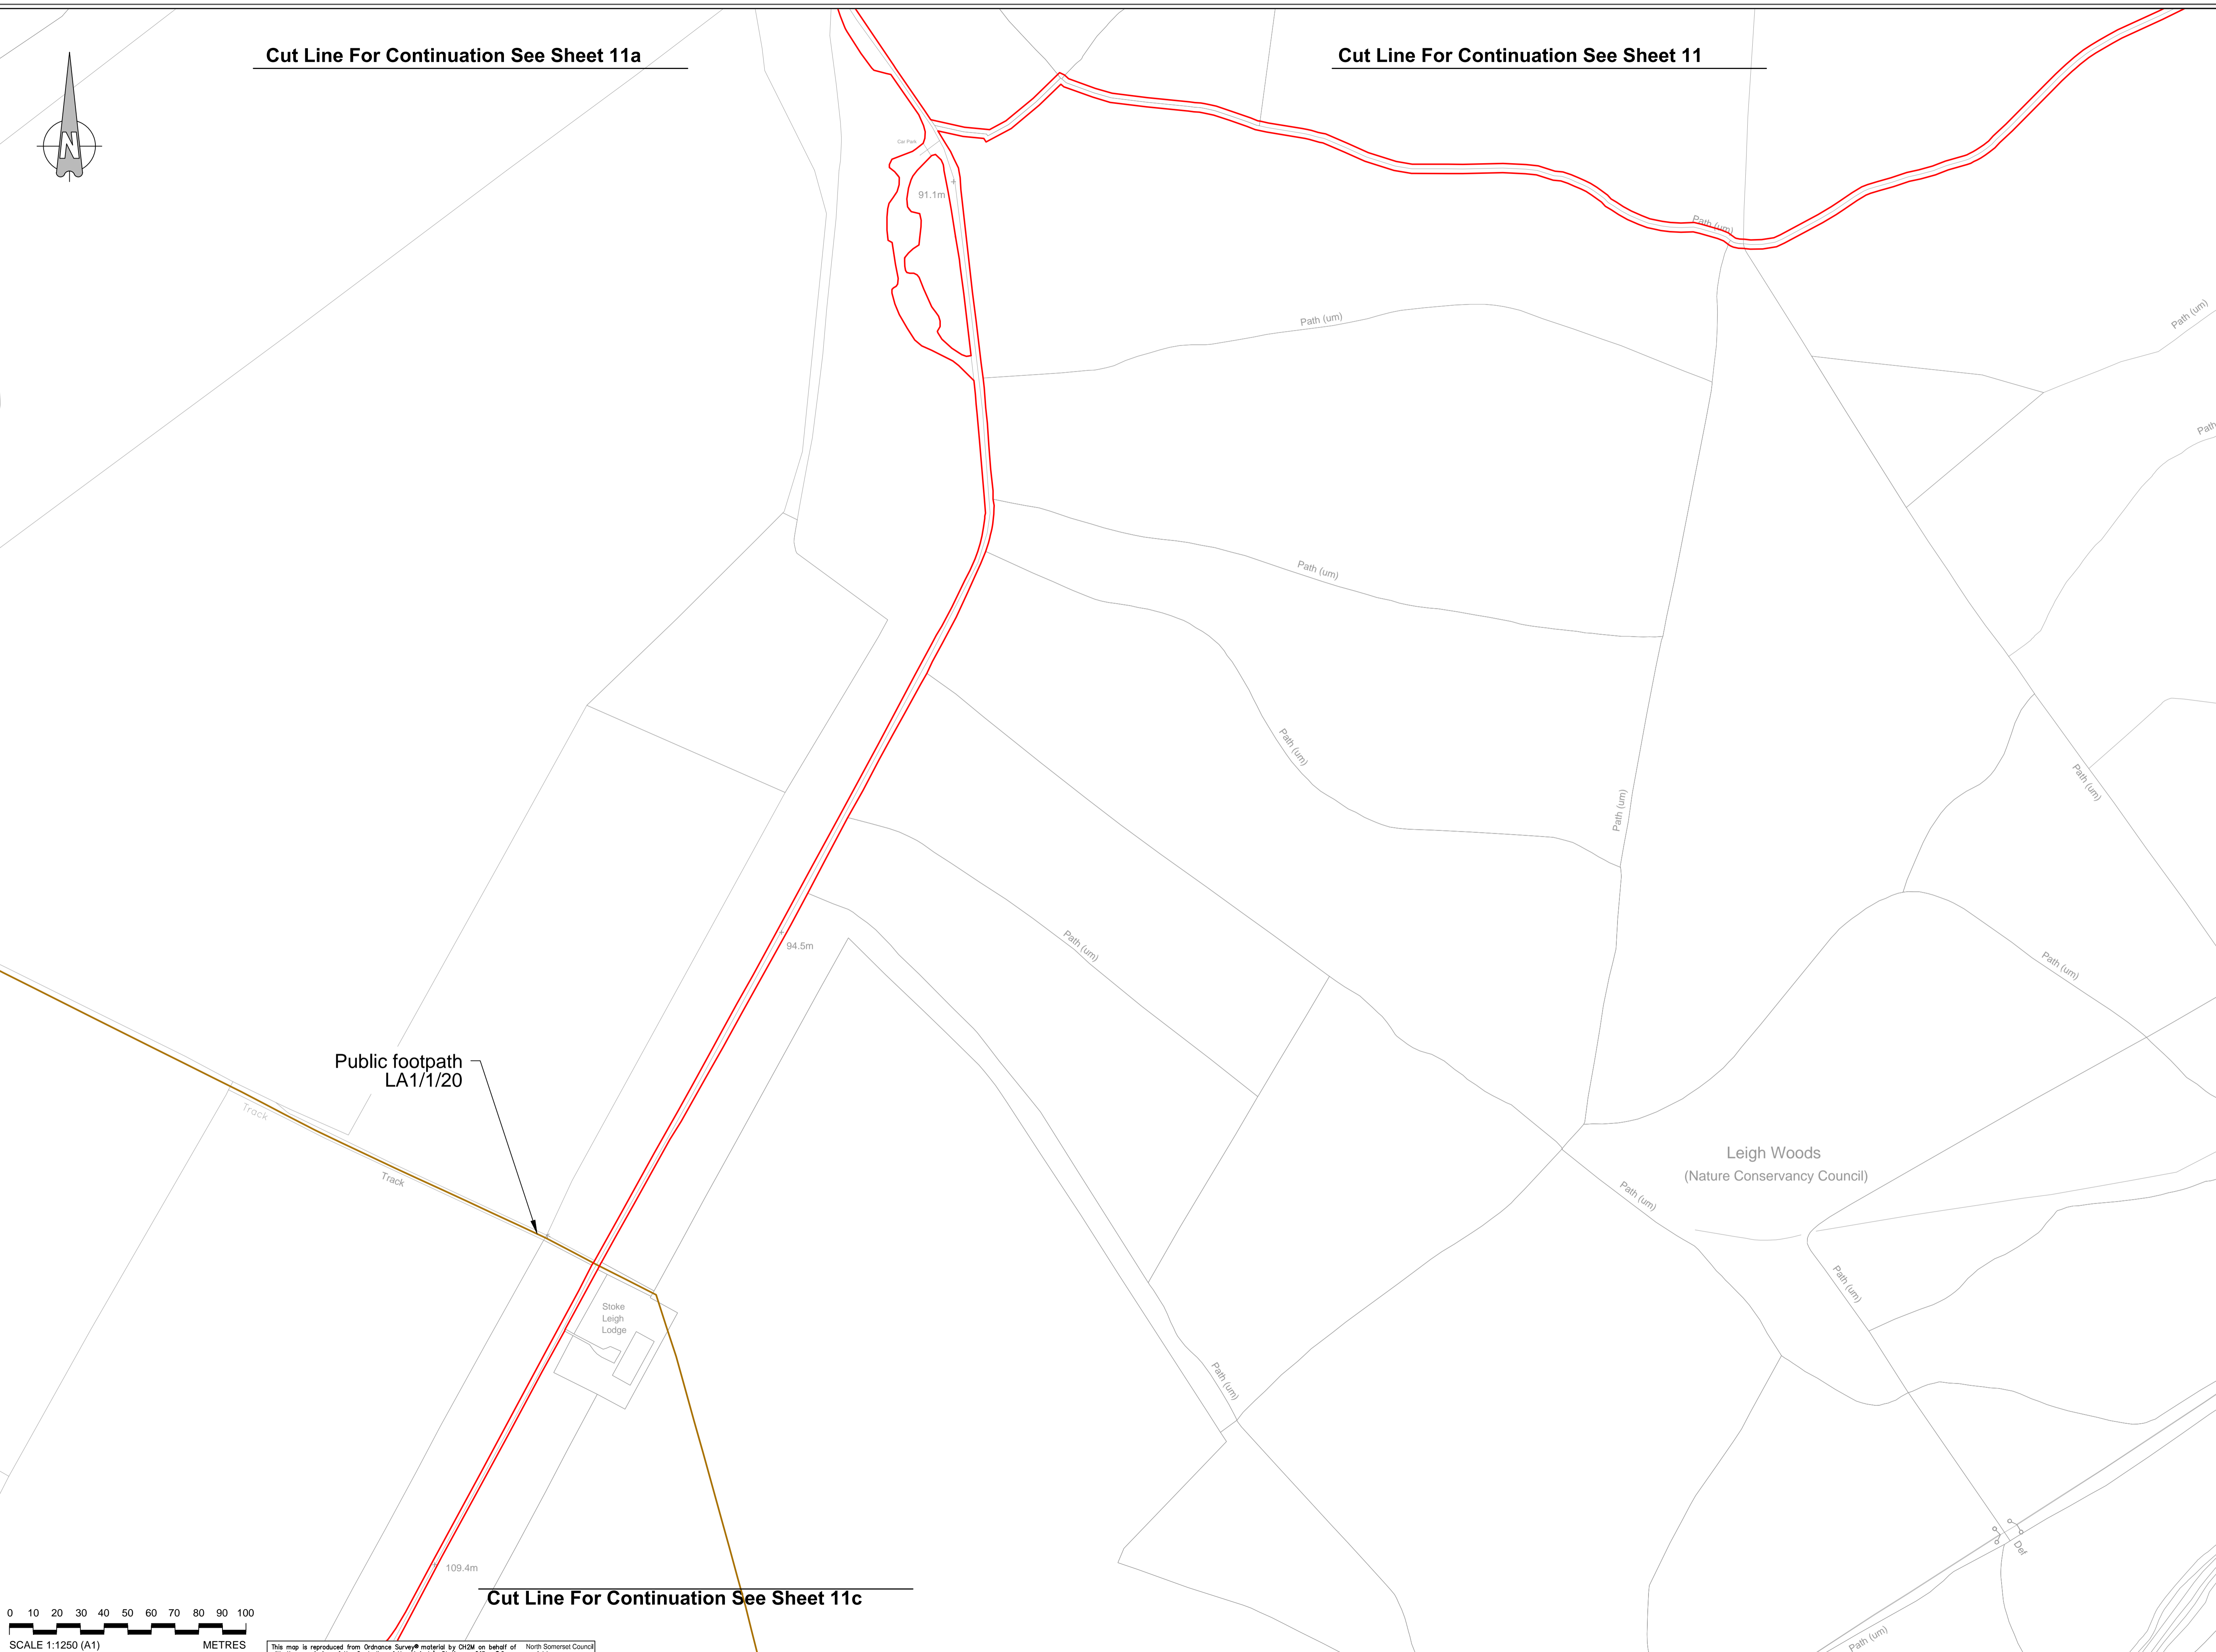 Cut Line For Continuation See Sheet 11a
Cut Line For Continuation See Sheet 11
N
Car Park
91.1m
Path (um)
Path (um)
Path (um)
Path
Path (um)
Path (um)
Path (um)
Path (um)
Path (um)
94.5m
Path (um)
Path (um)
Public footpath
LA1/1/20
Track
Track
Leigh Woods
(Nature Conservancy Council)
Path (um)
Path (um)
Stoke
Leigh
Lodge
Path (um)
Def
109.4m
Cut Line For Continuation See Sheet 11c
Path (um)
0 10 20 30 40 50 60 70 80 90 100
SCALE 1:1250 (A1) METRES
This map is reproduced from Ordnance Survey® material by CH2M on behalf of North Somerset Council